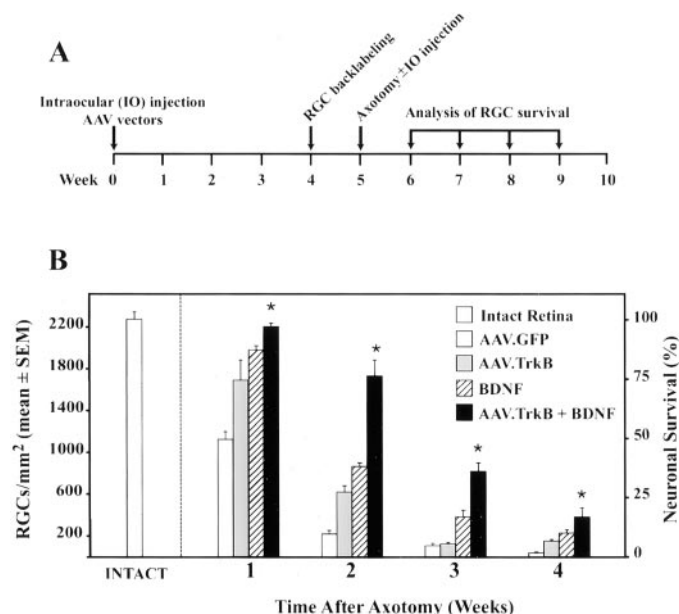 A
Intraocular (IO) injection
AAV vectors
RGC backlabeling
Axotomy±IO injection
Analysis of RGC survival
Week 0 1 2 3 4 5 6 7 8 9 10
B
RGCs/mm² (mean ± SEM)
2200
1800
1400
1000
600
200
* * * *
Intact Retina
AAV.GFP
AAV.TrkB
BDNF
AAV.TrkB + BDNF
100
75
50
25
0
Neuronal Survival (%)
INTACT 1 2 3 4
Time After Axotomy (Weeks)